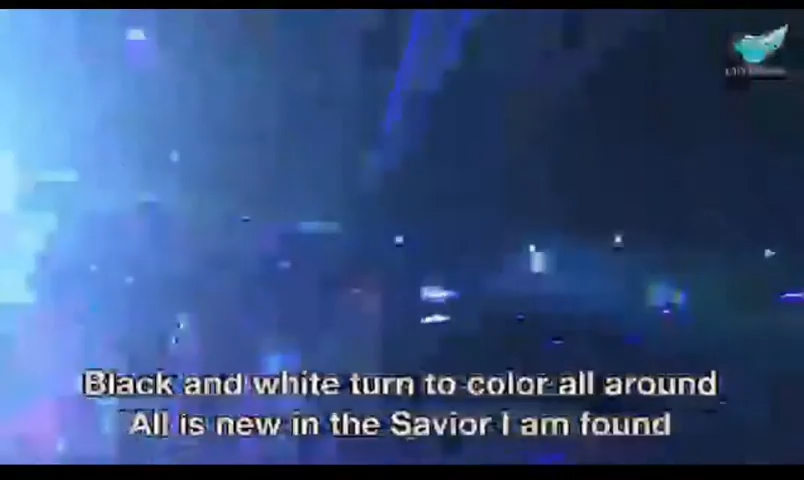 Black and white turn to color all around
All is new in the Savior I am found